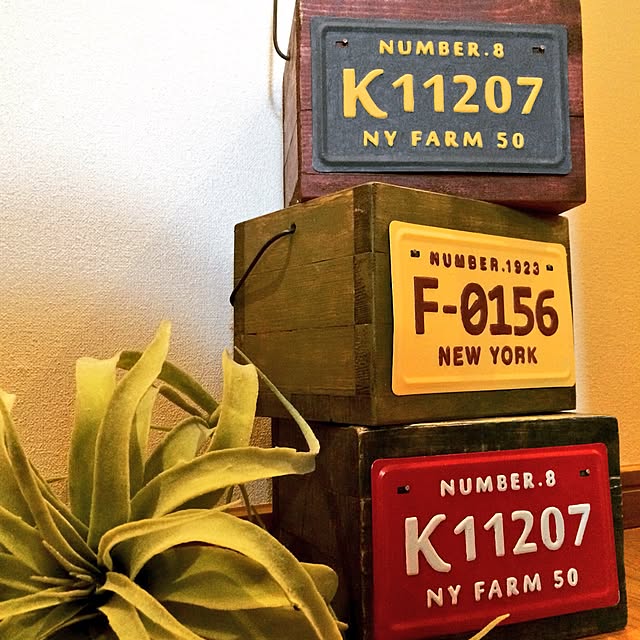 NUMBER.8
K11207
NY FARM 50
NUMBER.1923
F-0156
NEW YORK
NUMBER.8
K11207
NY FARM 50